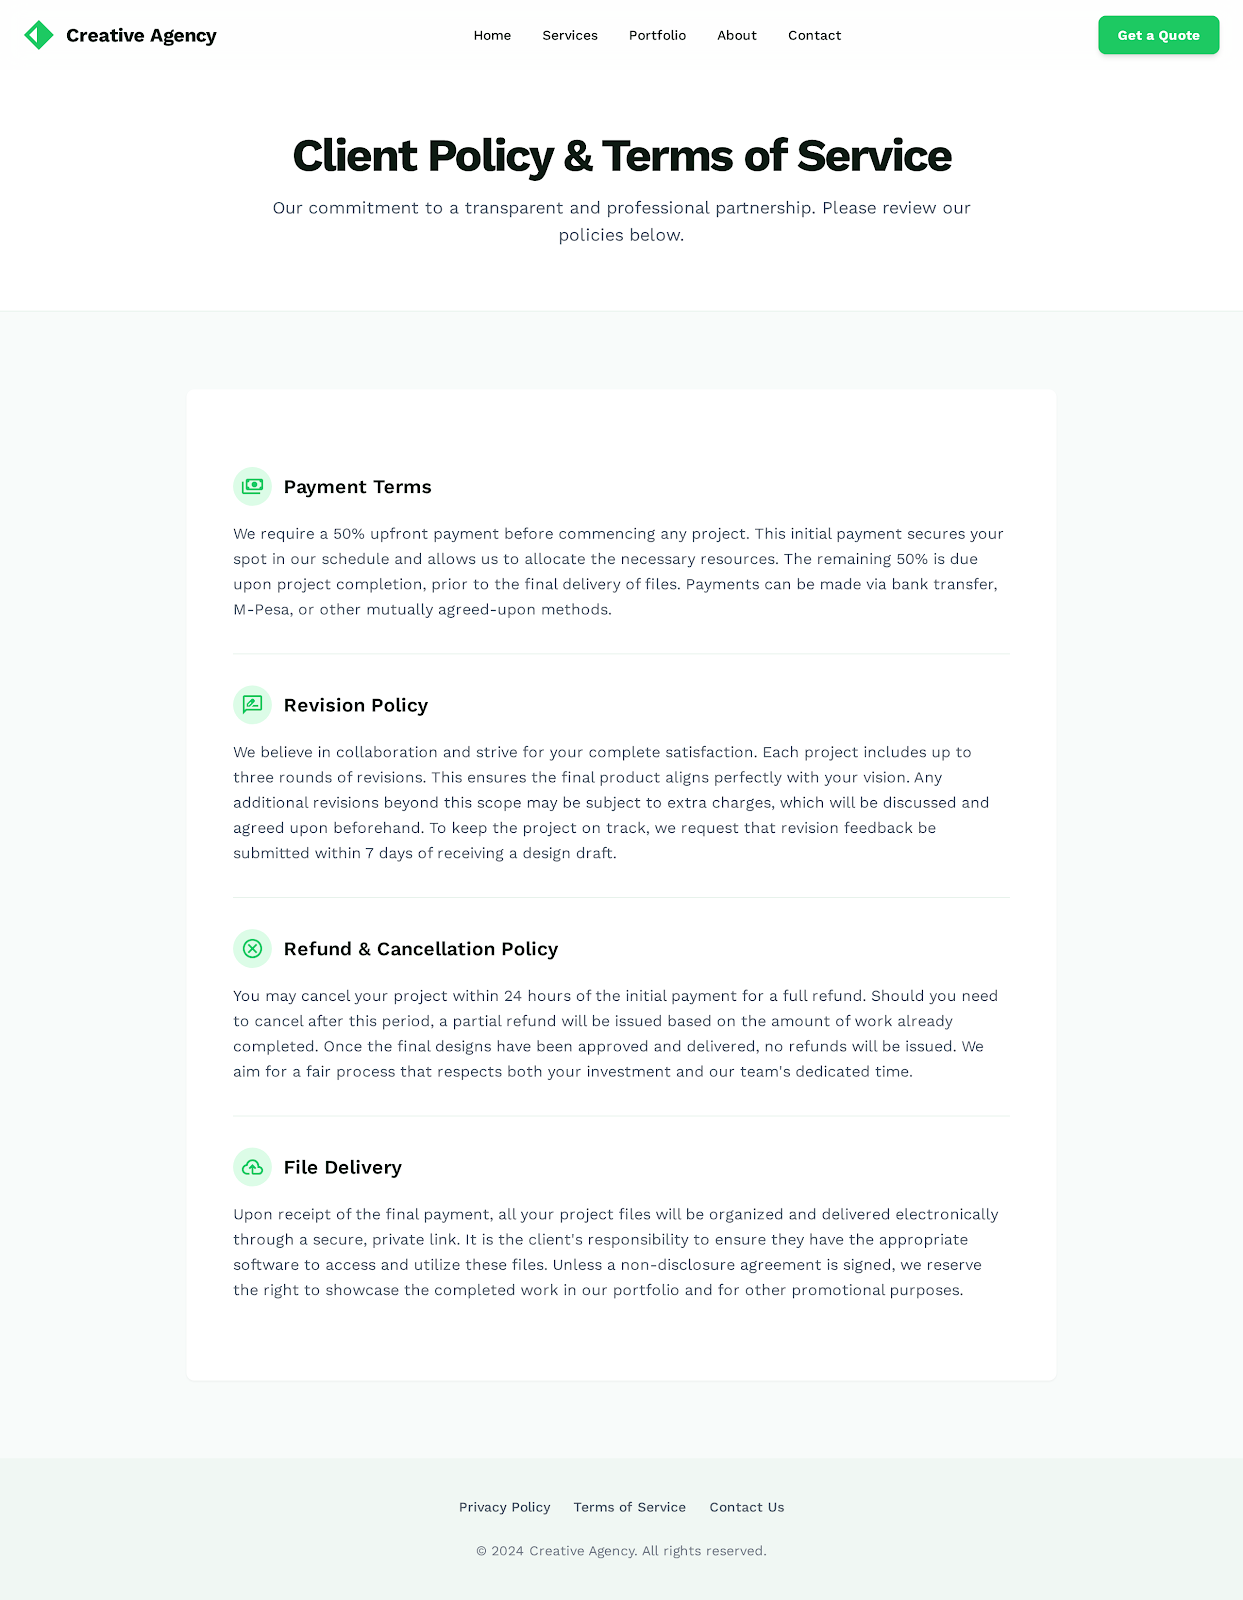 Creative Agency
Home Services Portfolio About Contact
Get a Quote
Client Policy & Terms of Service
Our commitment to a transparent and professional partnership. Please review our
policies below.
Payment Terms
We require a 50% upfront payment before commencing any project. This initial payment secures your
spot in our schedule and allows us to allocate the necessary resources. The remaining 50% is due
upon project completion, prior to the final delivery of files. Payments can be made via bank transfer,
M-Pesa, or other mutually agreed-upon methods.
Revision Policy
We believe in collaboration and strive for your complete satisfaction. Each project includes up to
three rounds of revisions. This ensures the final product aligns perfectly with your vision. Any
additional revisions beyond this scope may be subject to extra charges, which will be discussed and
agreed upon beforehand. To keep the project on track, we request that revision feedback be
submitted within 7 days of receiving a design draft.
Refund & Cancellation Policy
You may cancel your project within 24 hours of the initial payment for a full refund. Should you need
to cancel after this period, a partial refund will be issued based on the amount of work already
completed. Once the final designs have been approved and delivered, no refunds will be issued. We
aim for a fair process that respects both your investment and our team's dedicated time.
File Delivery
Upon receipt of the final payment, all your project files will be organized and delivered electronically
through a secure, private link. It is the client's responsibility to ensure they have the appropriate
software to access and utilize these files. Unless a non-disclosure agreement is signed, we reserve
the right to showcase the completed work in our portfolio and for other promotional purposes.
Privacy Policy Terms of Service Contact Us
© 2024 Creative Agency. All rights reserved.